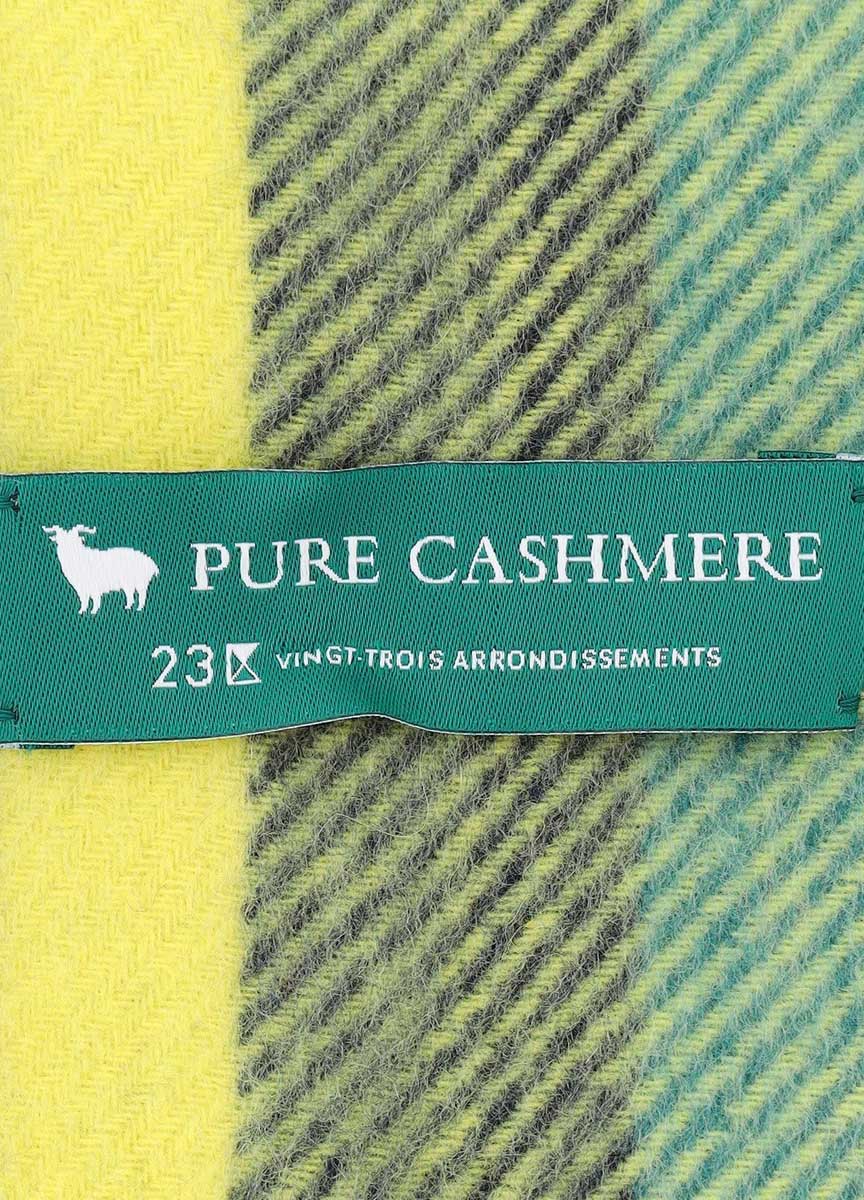 PURE CASHMERE
23 VINGT-TROIS ARRONDISSEMENTS